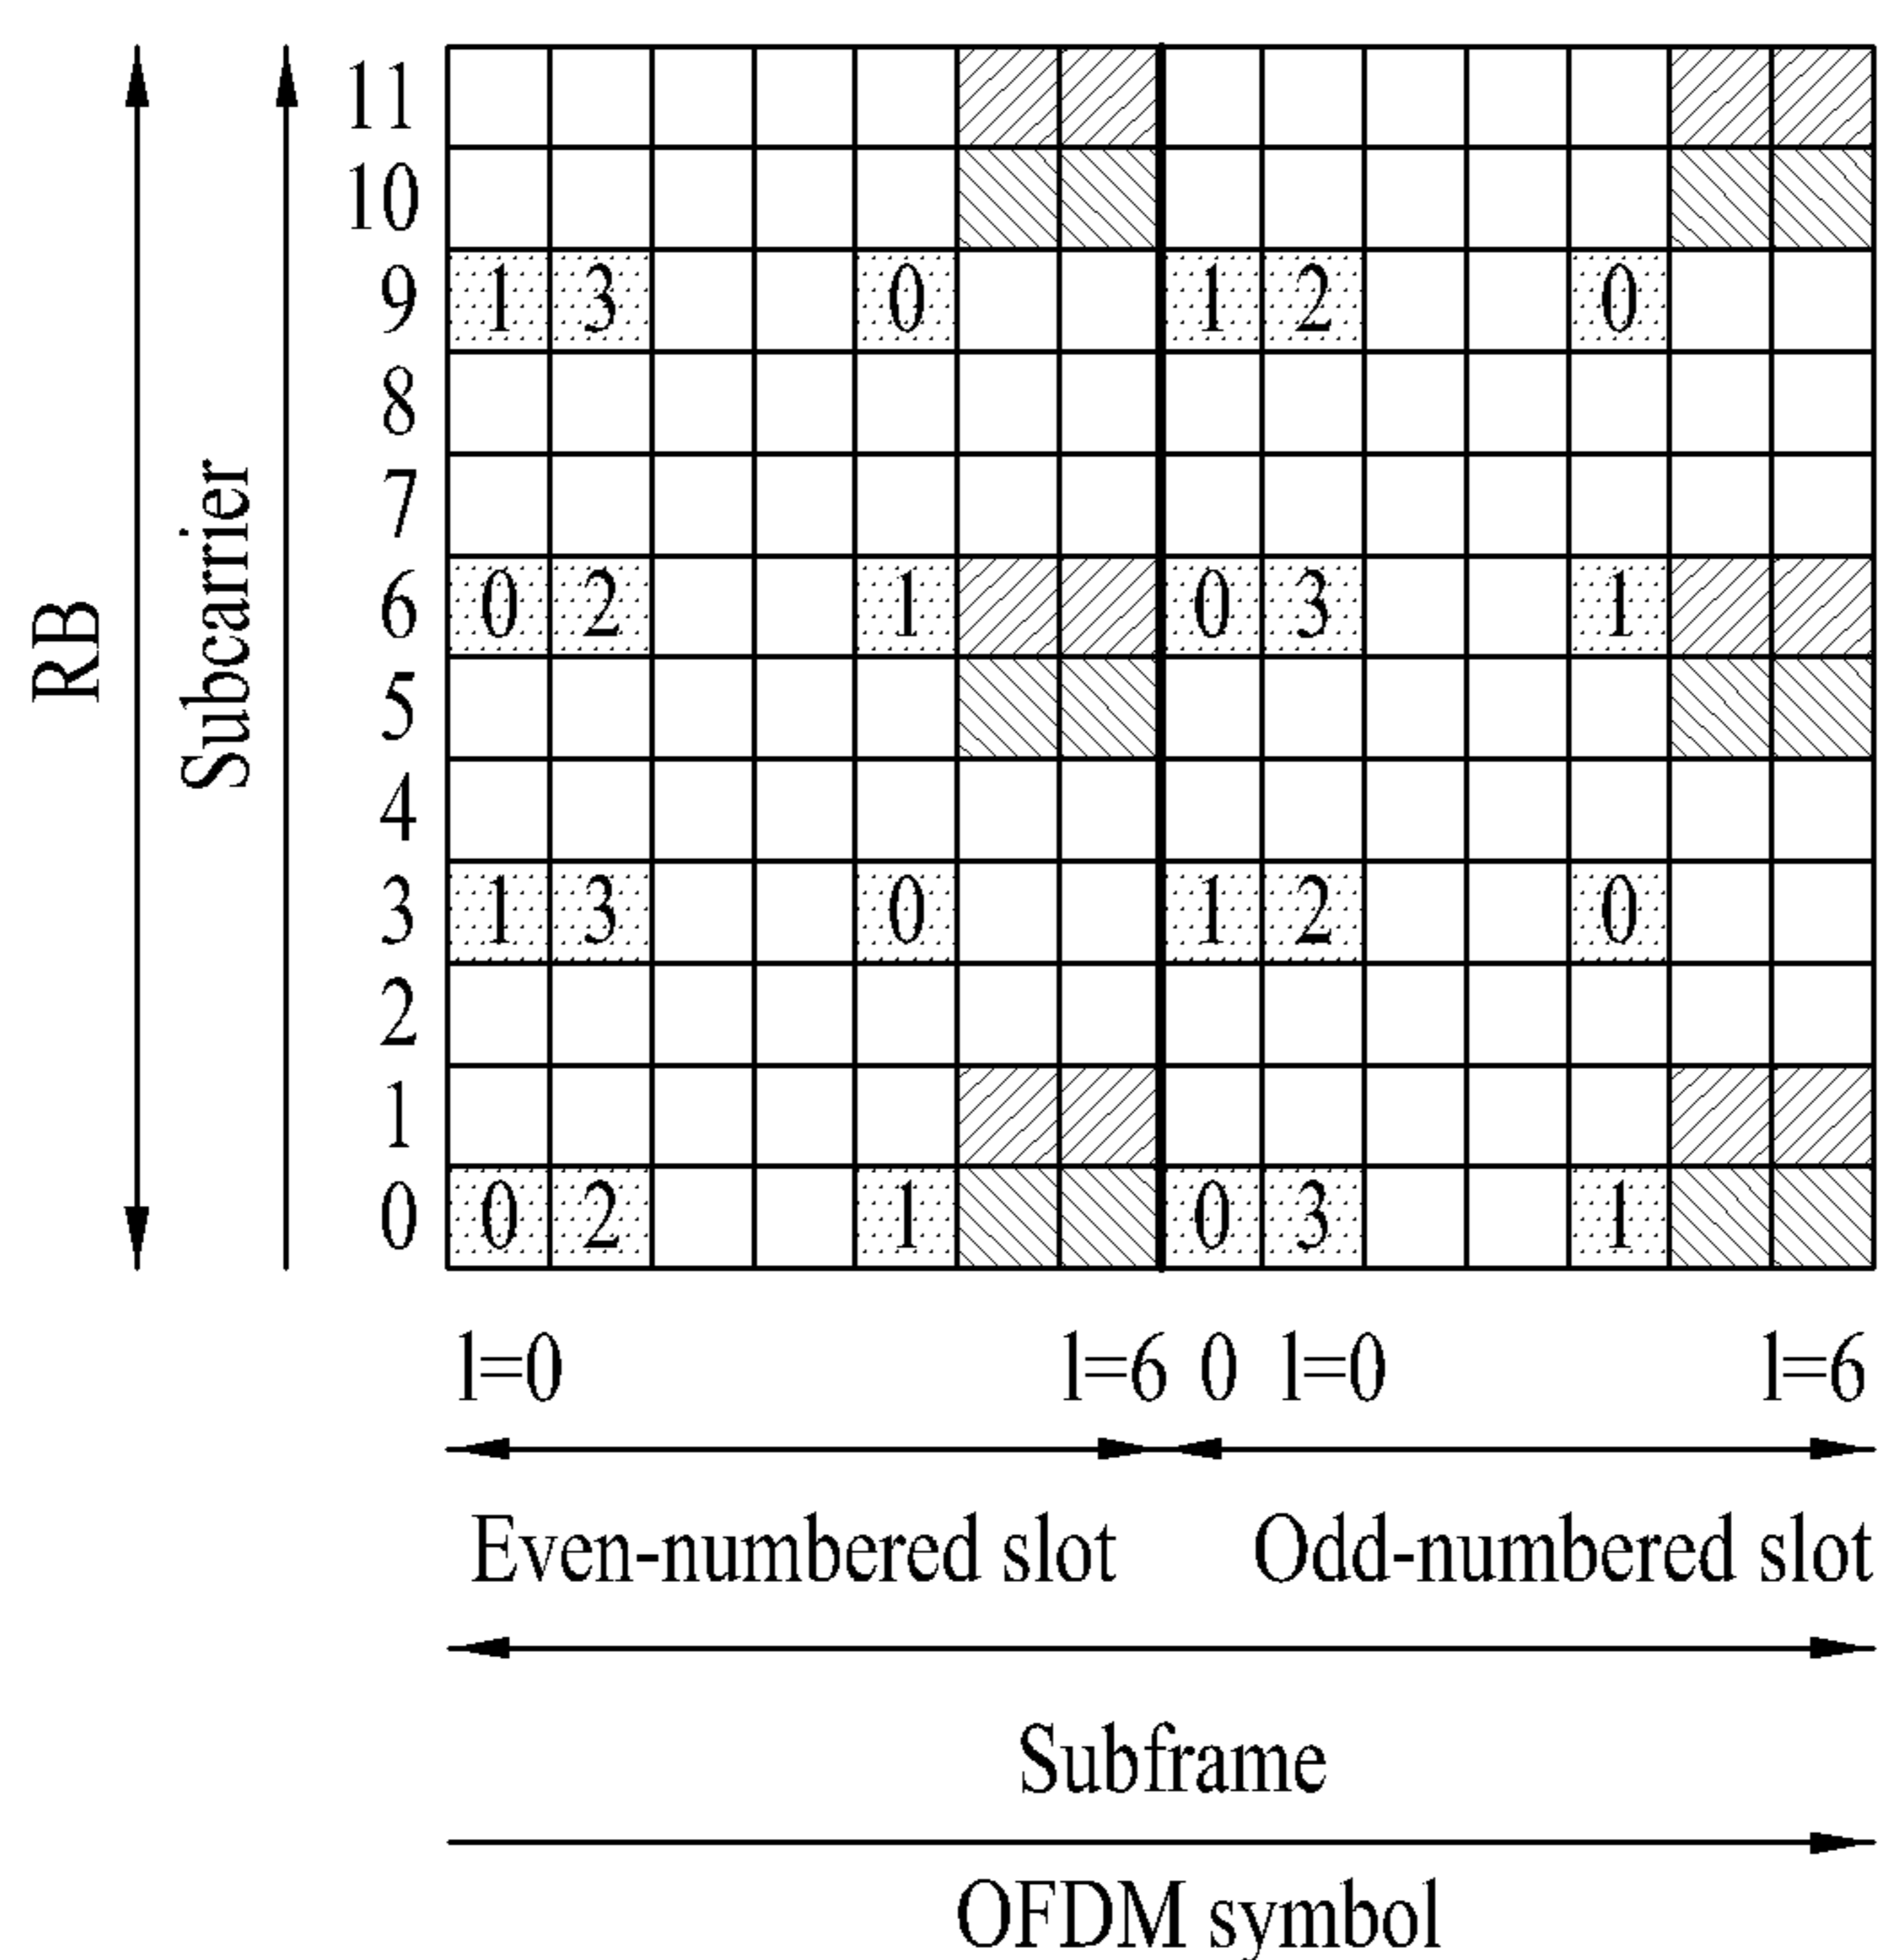 11
10
9 1 3 0 1 2 0
8
7
6 0 2 1 0 3 1
5
4
3 1 3 0 1 2 0
2
1
0 0 2 1 0 3 1
RB
Subcarrier
l=0 l=6 0 l=0 l=6
Even-numbered slot Odd-numbered slot
Subframe
OFDM symbol